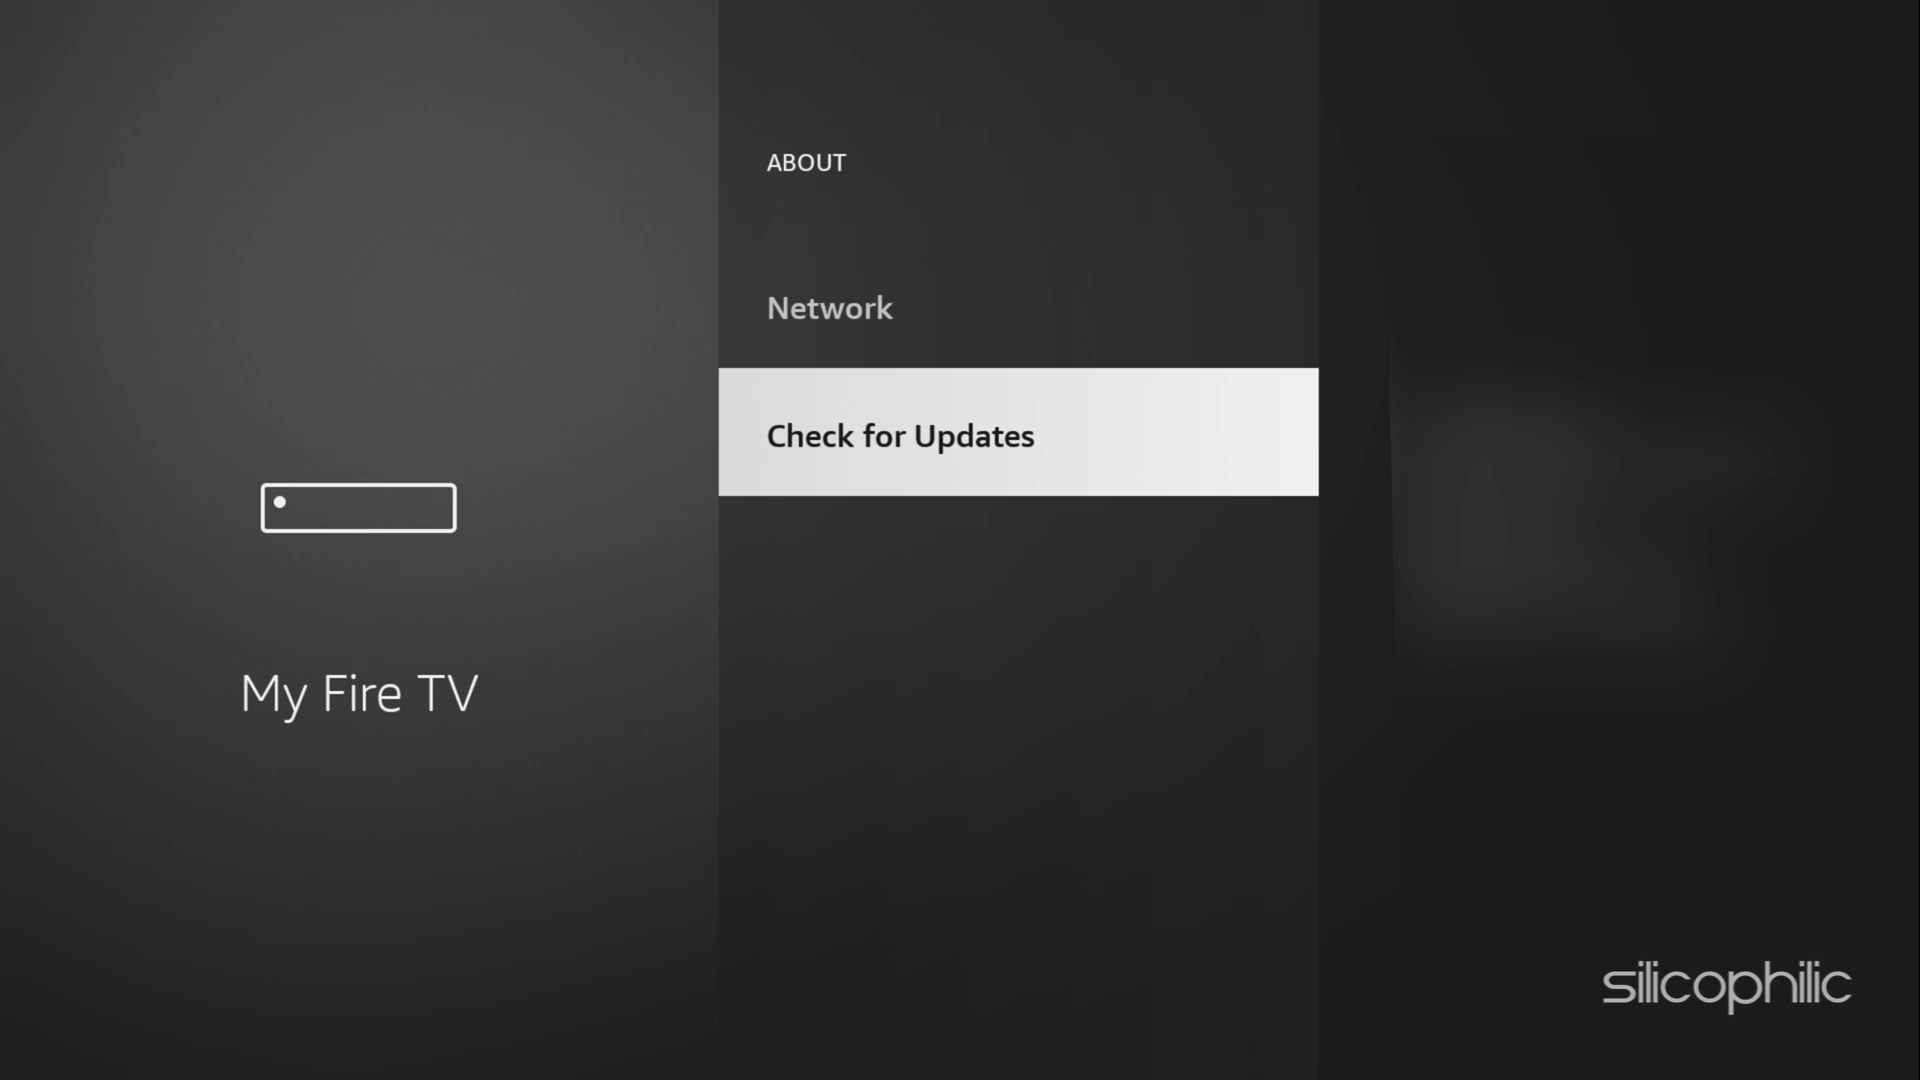 ABOUT
Network
Check for Updates
My Fire TV
silicophilic